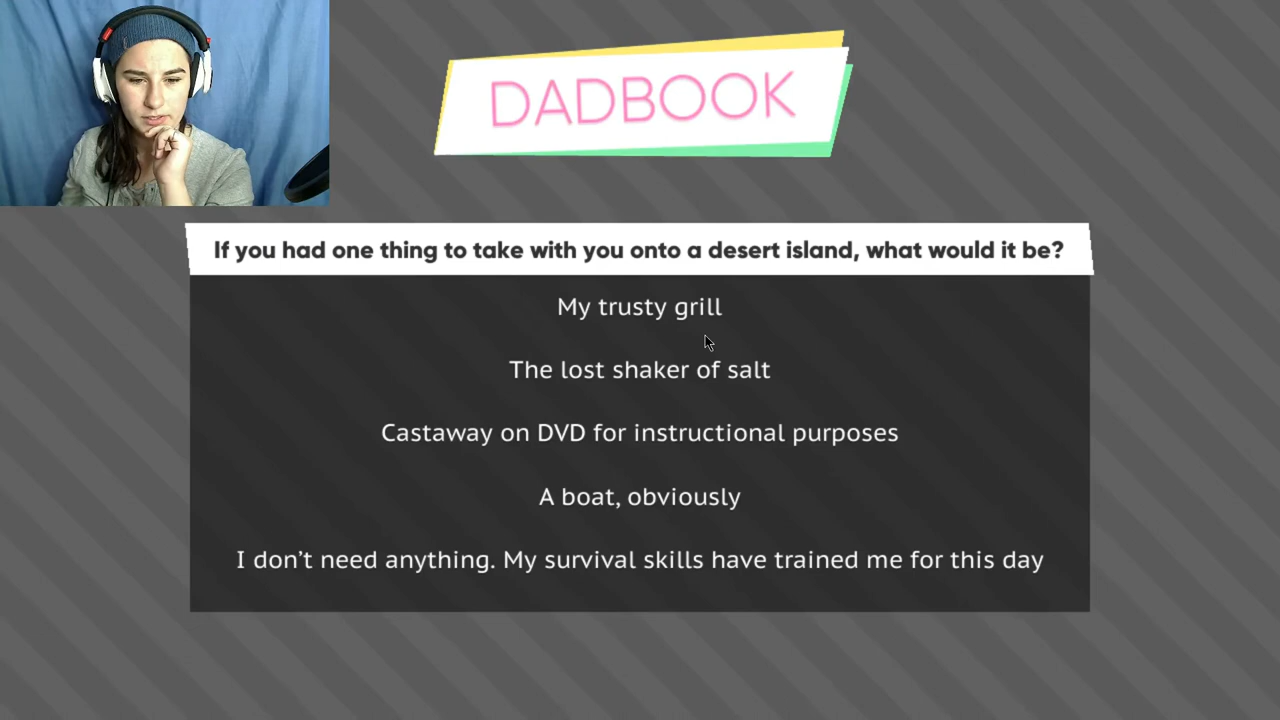 DADBOOK
If you had one thing to take with you onto a desert island, what would it be?
My trusty grill
The lost shaker of salt
Castaway on DVD for instructional purposes
A boat, obviously
I don't need anything. My survival skills have trained me for this day